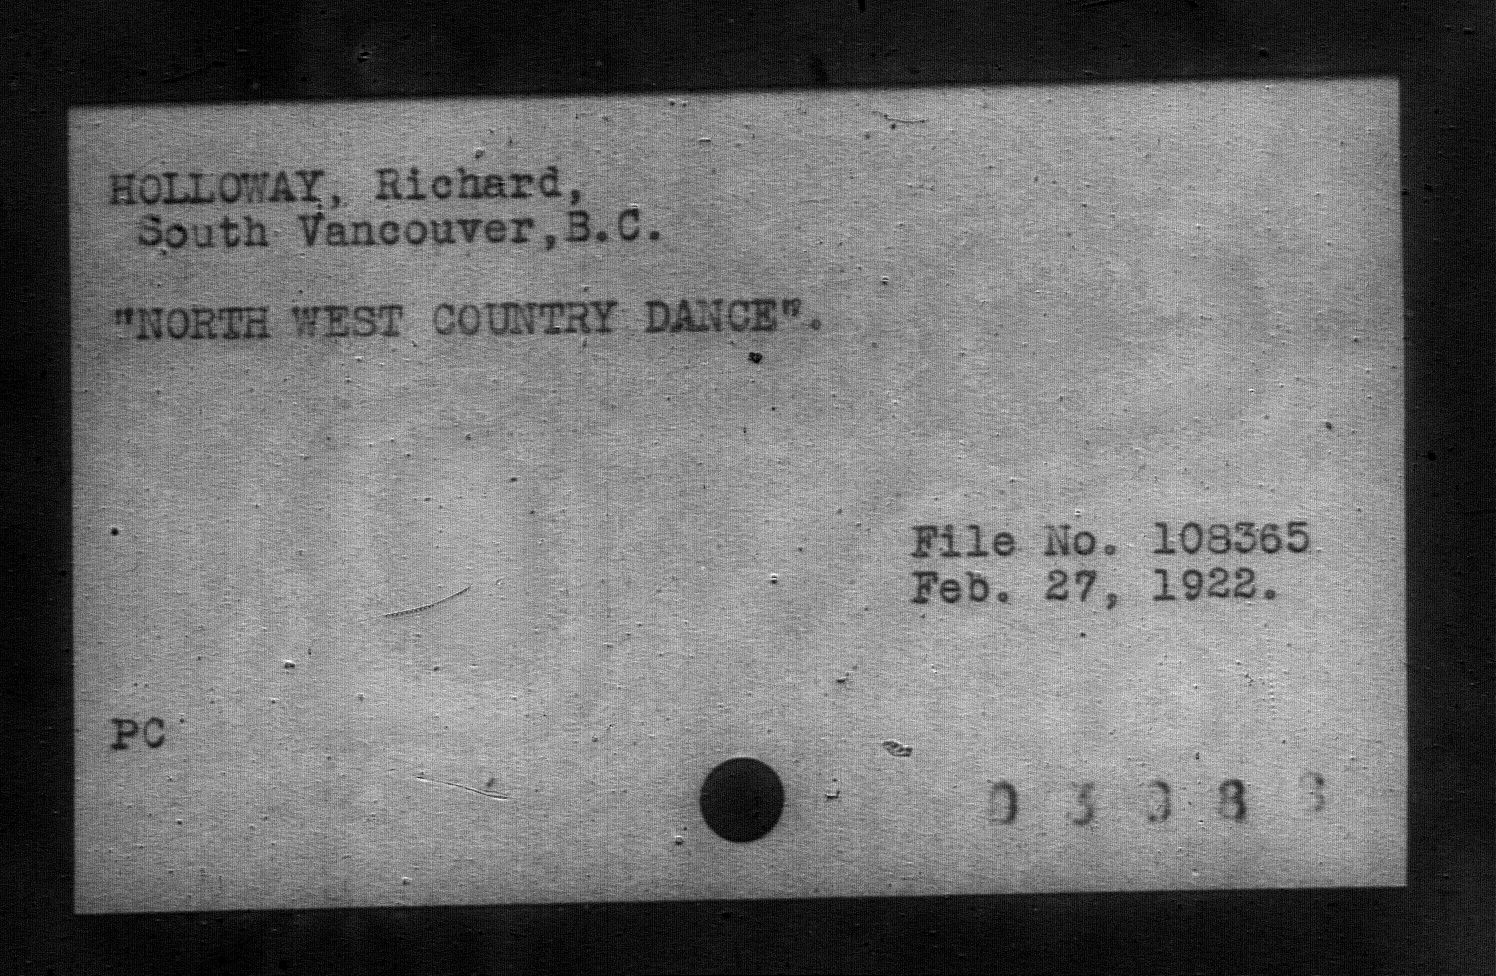 HOLLOWAY, Richard,
South Vancouver,B.C.
"NORTH WEST COUNTRY DANCE".
File No. 108365
Feb. 27, 1922.
PC